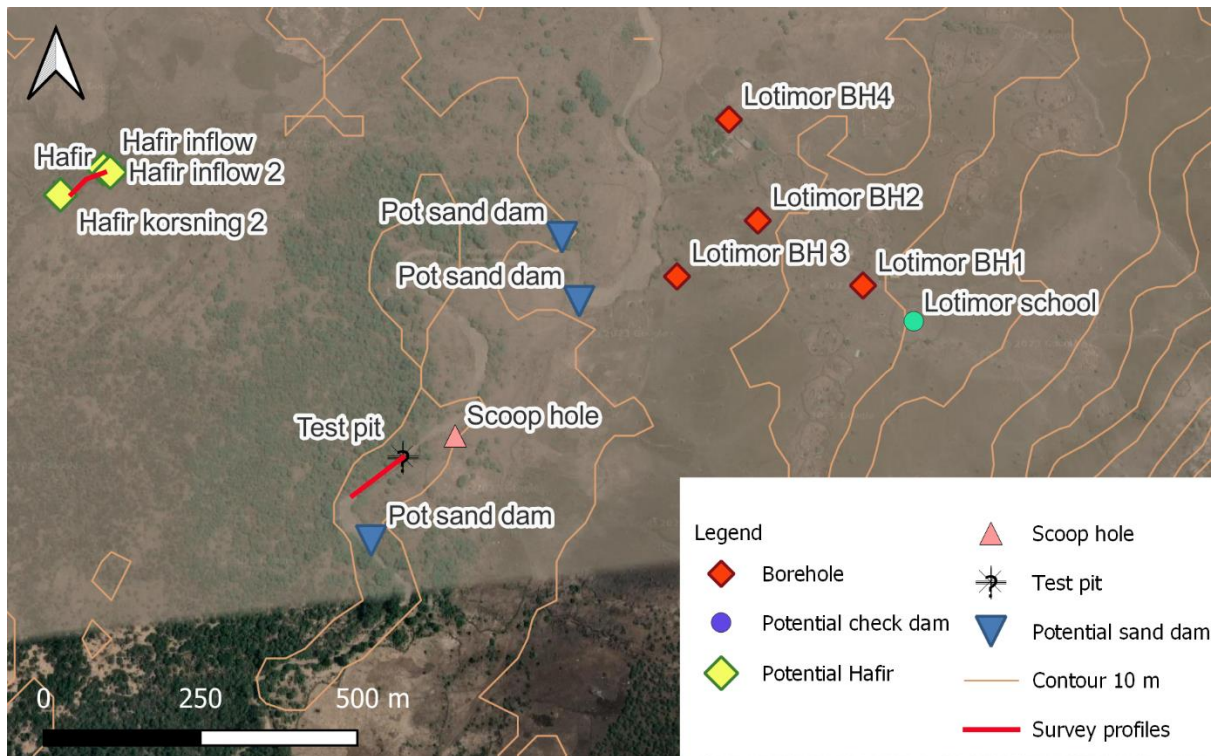 Lotimor BH4
Hafir inflow
Hafir
Hafir inflow 2
Lotimor BH2
Hafir korsning 2
Pot sand dam
Lotimor BH 3
Lotimor BH1
Pot sand dam
Lotimor school
Test pit
Scoop hole
Pot sand dam
Legend
Borehole
Potential check dam
Potential Hafir
Scoop hole
?
Test pit
Potential sand dam
Contour 10 m
Survey profiles
0 250 500 m